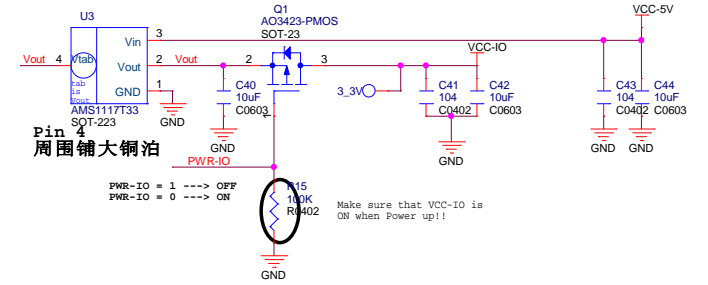 U3
Q1
AO3423-PMOS
SOT-23
VCC-5V
VCC-IO
Vin
3
Vout
4
Vtab
Vout
2
Vout
2
3
tab
is
Vout
GND
1
AMS1117T33
SOT-223
GND
C40
10uF
C0603
GND
1
3_3V
C41
104
C0402
C42
10uF
C0603
GND
C43
104
C0402
C44
10uF
C0603
GND
GND
Pin 4
周围铺大铜泊
PWR-IO
PWR-IO = 1 ---> OFF
PWR-IO = 0 ---> ON
R15
100K
R0402
GND
Make sure that VCC-IO is
ON when Power up!!